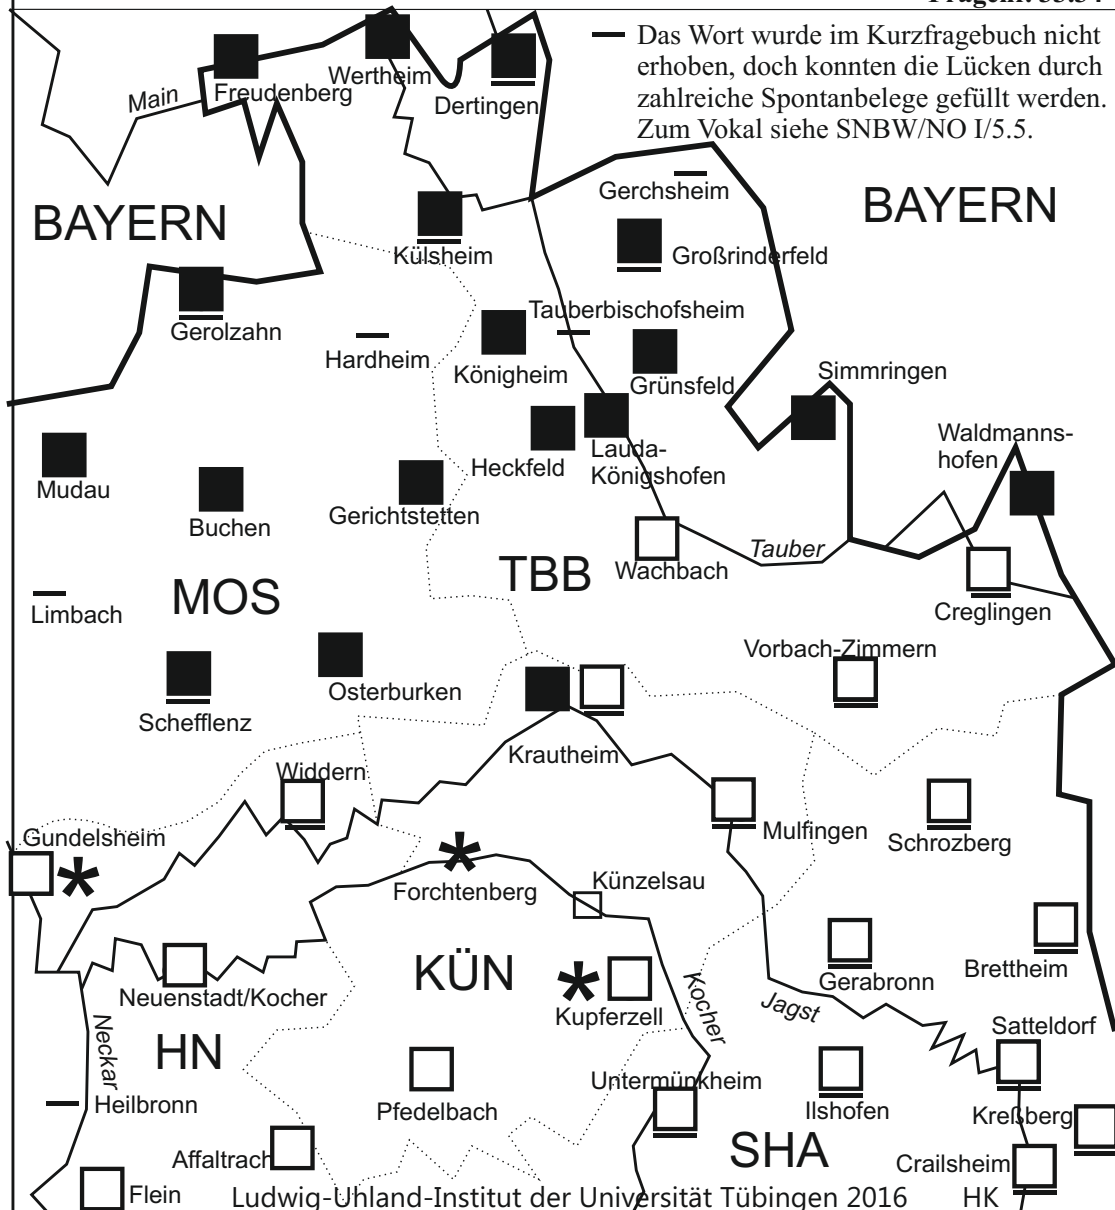 Das Wort wurde im Kurzfragebuch nicht
erhoben, doch konnten die Lücken durch
zahlreiche Spontanbelege gefüllt werden.
Zum Vokal siehe SNBW/NO I/5.5.
Main
Freudenberg
Wertheim
Dertingen
Gerchsheim
BAYERN
BAYERN
Külsheim
Großrinderfeld
Gerolzahn
Hardheim
Tauberbischofsheim
Königheim
Grünsfeld
Simmringen
Heckfeld
Lauda-
Königshofen
Waldmanns-
hofen
Mudau
Buchen
Gerichtstetten
Wachbach
Tauber
MOS
TBB
Limbach
Creglingen
Osterburken
Vorbach-Zimmern
Schefflenz
Krautheim
Widdern
Mulfingen
Schrozberg
Gundelsheim
Forchtenberg
Künzelsau
Neuenstadt/Kocher
KÜN
Kupferzell
Kocher
Jagst
Gerabronn
Brettheim
Neckar
HN
Satteldorf
Heilbronn
Pfedelbach
Untermünkheim
Ilshofen
Kreßberg
Affaltrach
SHA
Crailsheim
Flein
Ludwig-Uhland-Institut der Universität Tübingen 2016
HK